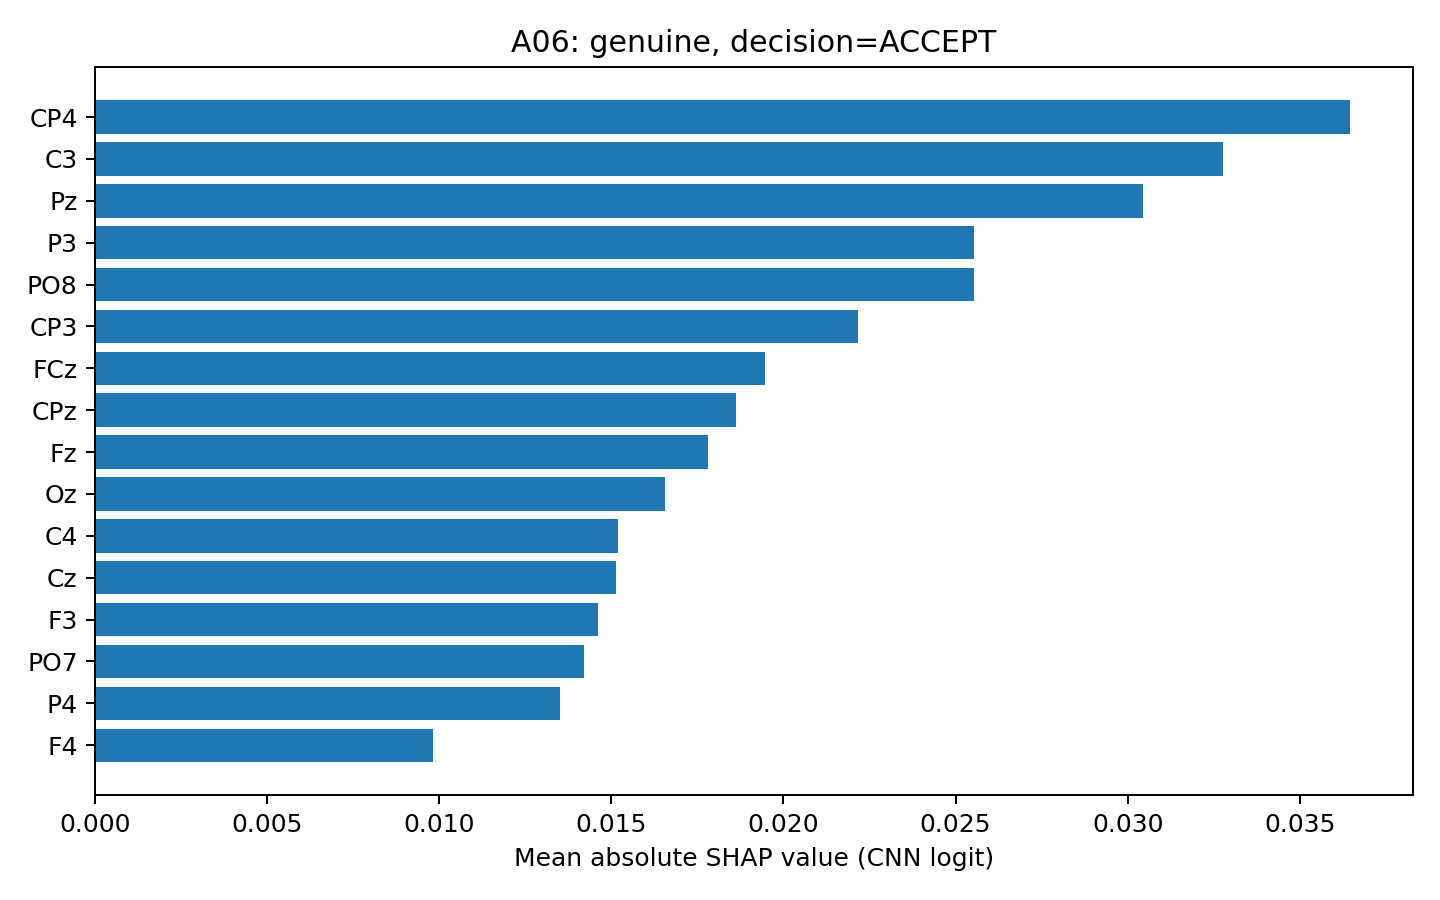 A06: genuine, decision=ACCEPT
CP4
C3
Pz
P3
PO8
CP3
FCz
CPz
Fz
Oz
C4
Cz
F3
PO7
P4
F4
0.000 0.005 0.010 0.015 0.020 0.025 0.030 0.035
Mean absolute SHAP value (CNN logit)